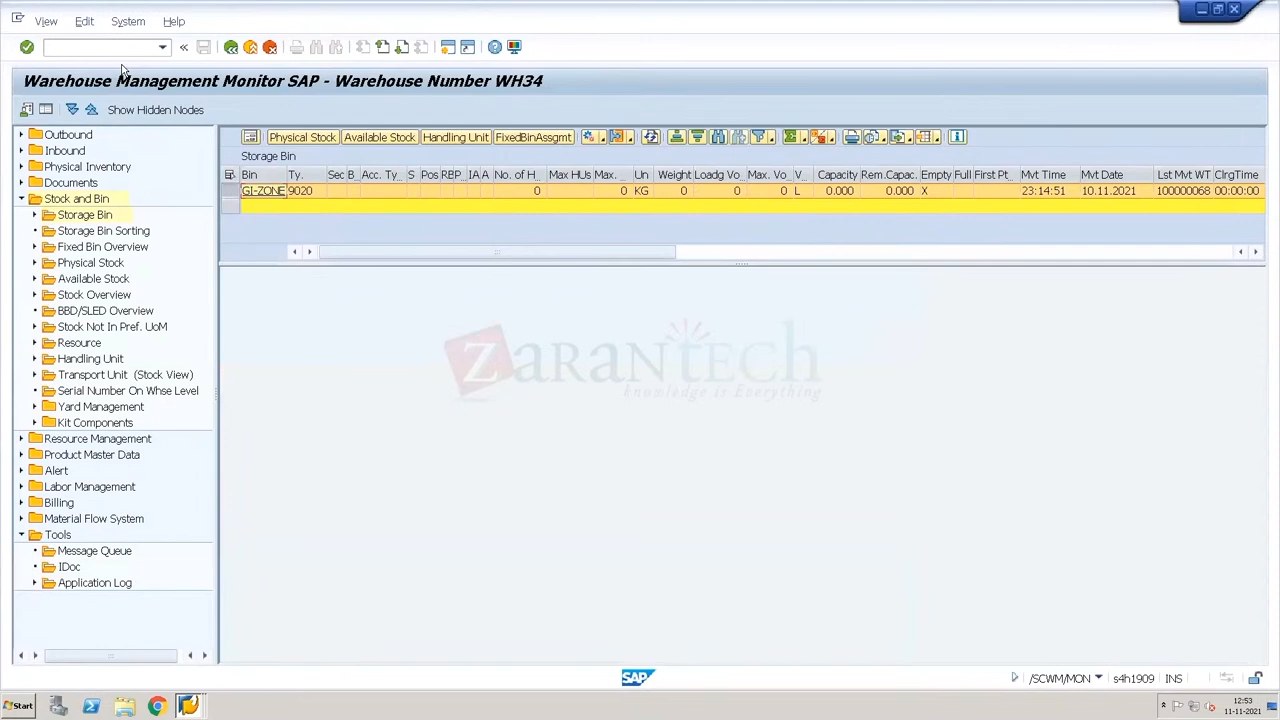 View Edit System Help
Warehouse Management Monitor SAP - Warehouse Number WH34
Show Hidden Nodes
Outbound
Inbound
Physical Inventory
Documents
Stock and Bin
Storage Bin
Storage Bin Sorting
Fixed Bin Overview
Physical Stock
Available Stock
Stock Overview
BBD/SLED Overview
Stock Not In Pref. UoM
Resource
Handling Unit
Transport Unit (Stock View)
Serial Number On Whse Level
Yard Management
Kit Components
Resource Management
Product Master Data
Alert
Labor Management
Billing
Material Flow System
Tools
Message Queue
IDoc
Application Log
Physical Stock Available Stock Handling Unit FixedBinAssgmt
Storage Bin
Bin Ty. Sec B... Acc. Ty... S Pos RBP... IA A No. of H... Max HUs Max. ... Un Weight Loadg Vo... Max. Vo V... Capacity Rem.Capac. Empty Full First Pt... Mvt Time Mvt Date Lst Mvt WT ClrgTime
GI-ZONE 9020 0 0 KG 0 0 0 L 0.000 0.000 X 23:14:51 10.11.2021 100000068 00:00:00
ZaranTech
knowledge is Everything
SAP
/SCWM/MON s4h1909 INS
Start
12:53
11-11-2021